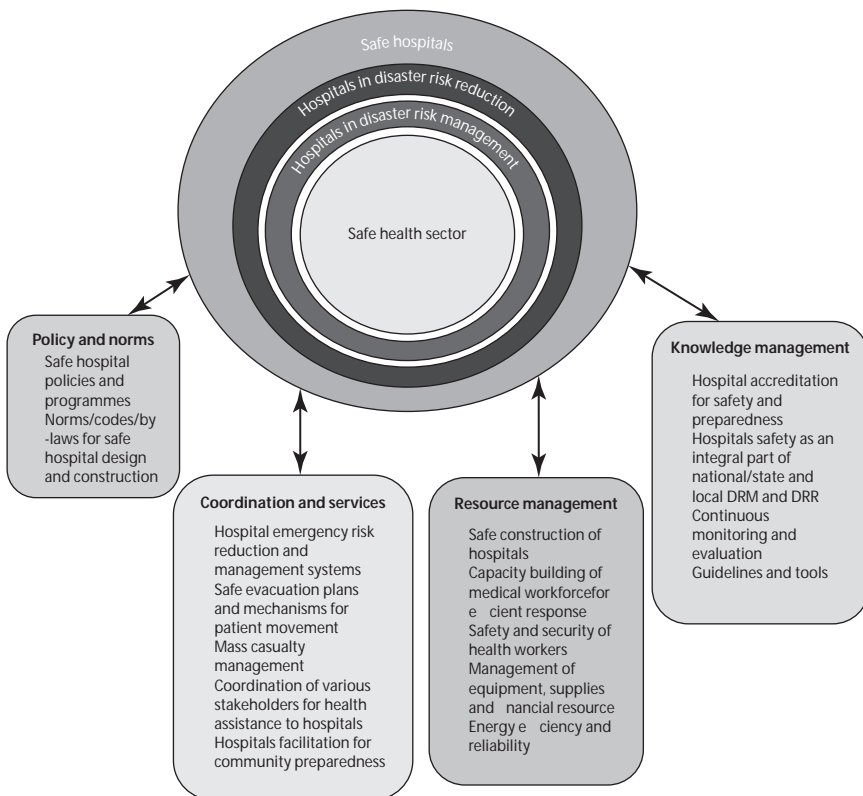 Safe hospitals
Hospitals in disaster risk reduction
Hospitals in disaster risk management
Safe health sector
Policy and norms
Safe hospital
policies and
programmes
Norms/codes/by
-laws for safe
hospital design
and construction
Coordination and services
Hospital emergency risk
reduction and
management systems
Safe evacuation plans
and mechanisms for
patient movement
Mass casualty
management
Coordination of various
stakeholders for health
assistance to hospitals
Hospitals facilitation for
community preparedness
Resource management
Safe construction of
hospitals
Capacity building of
medical workforcefor
e cient response
Safety and security of
health workers
Management of
equipment, supplies
and nancial resource
Energy e ciency and
reliability
Knowledge management
Hospital accreditation
for safety and
preparedness
Hospitals safety as an
integral part of
national/state and
local DRM and DRR
Continuous
monitoring and
evaluation
Guidelines and tools